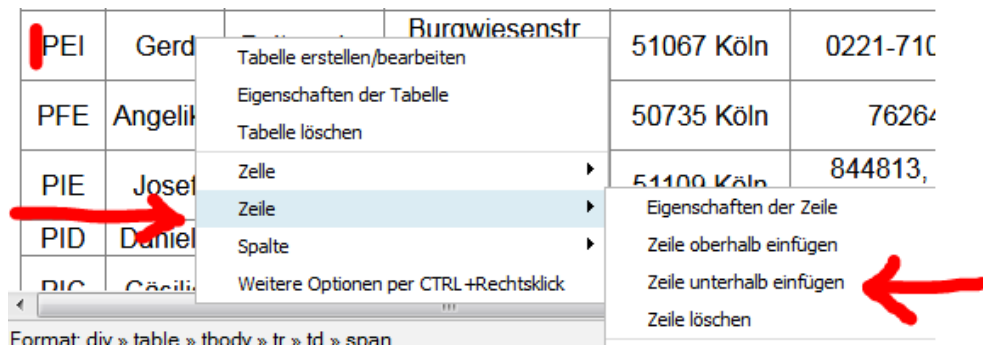 PEI Gerd Burgwiesenstr 51067 Köln 0221-710
Tabelle erstellen/bearbeiten
Eigenschaften der Tabelle
PFE Angelik 50735 Köln 76264
Tabelle löschen
Zelle
PIE Josef 51109 Köln 844813,
Zeile
Eigenschaften der Zeile
PID Daniel
Spalte
Zeile oberhalb einfügen
Weitere Optionen per CTRL+Rechtsklick
Zeile unterhalb einfügen
Zeile löschen
Format: div » table » tbody » tr » td » span